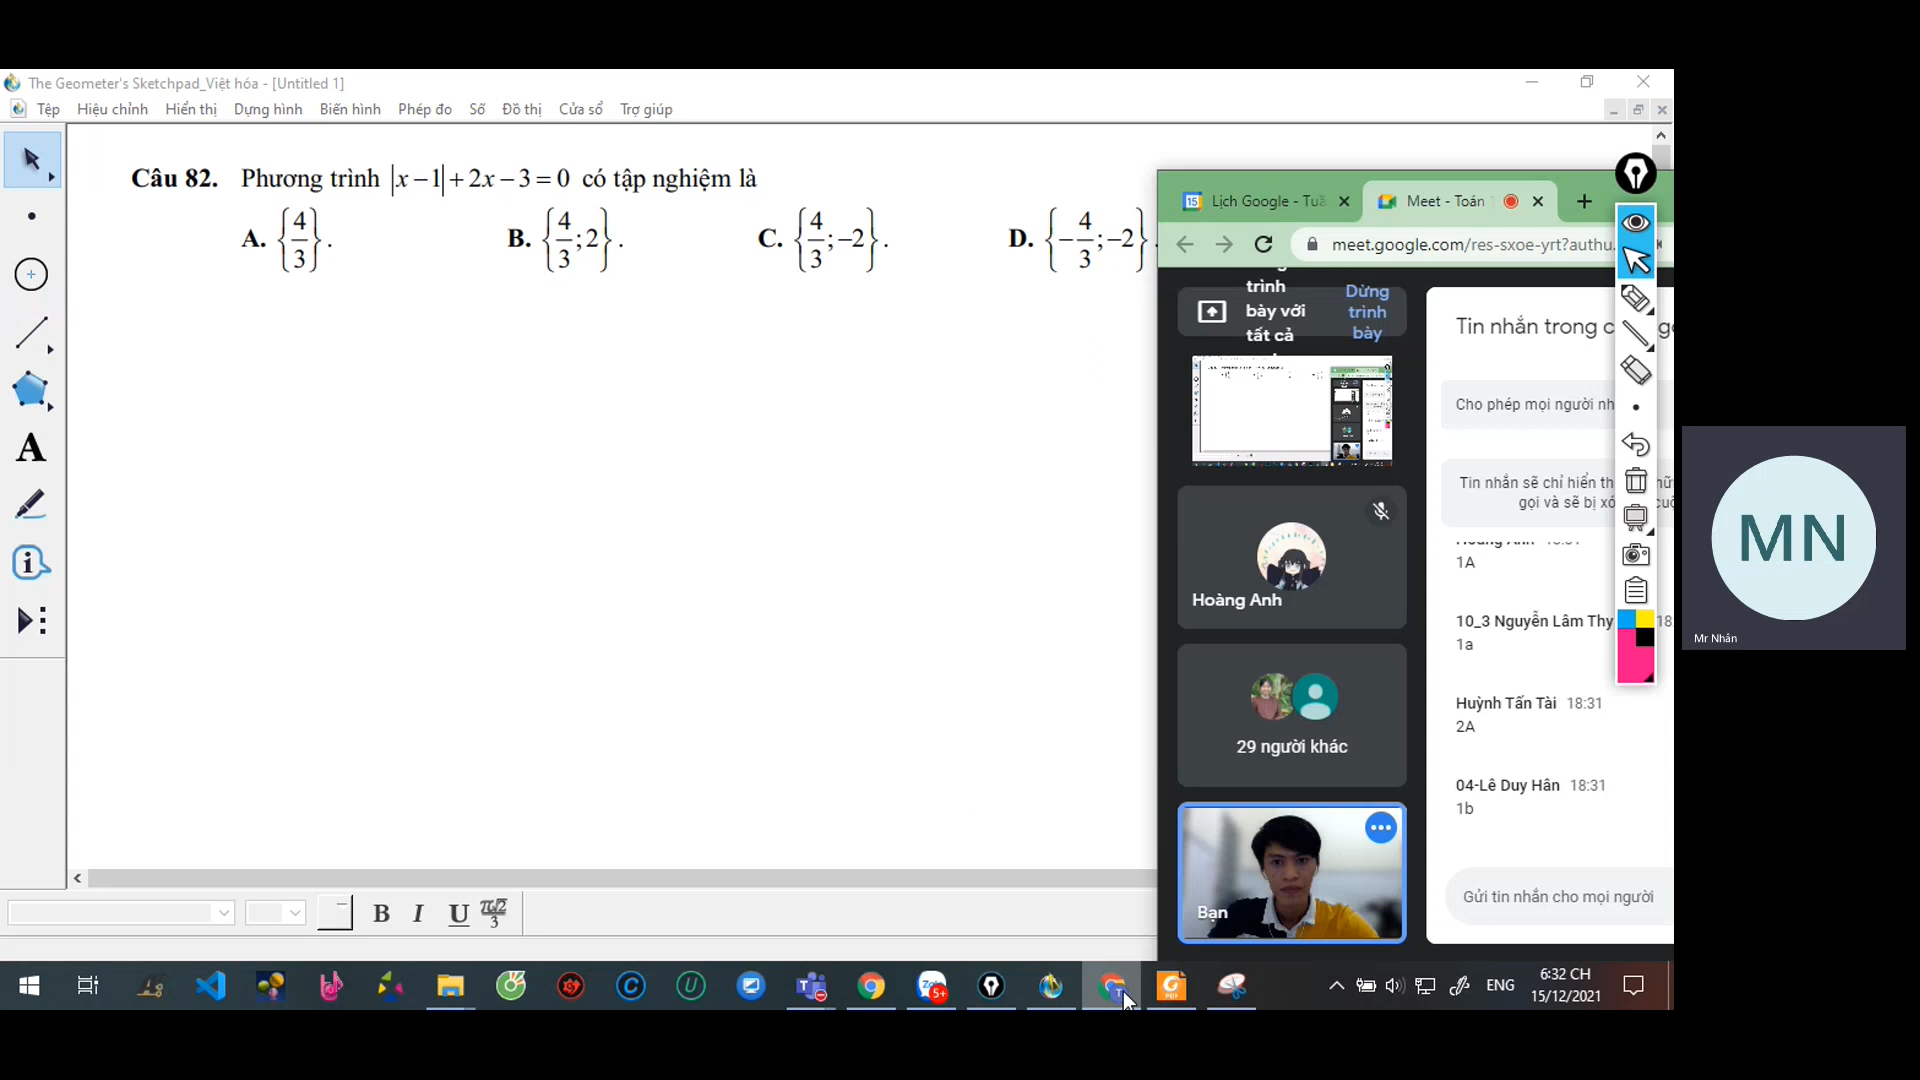 The Geometer's Sketchpad_Việt hóa - [Untitled 1]
Tệp Hiệu chỉnh Hiển thị Dựng hình Biến hình Phép đo Số Đồ thị Cửa sổ Trợ giúp
Câu 82. Phương trình |x−1|+2x−3=0 có tập nghiệm là
A. {4/3}. B. {4/3;2}. C. {4/3;−2}. D. {−4/3;−2}.
Lịch Google - Tuầ
Meet - Toán
meet.google.com/res-sxoe-yrt?authu
trình
bày với
tất cả
Dừng
trình
bày
Hoàng Anh
29 người khác
Bạn
Tin nhắn trong c
Cho phép mọi người nh
Tin nhắn sẽ chỉ hiển th
gọi và sẽ bị xó
Hoàng Anh 18:31
1A
10_3 Nguyễn Lâm Thy 18
1a
Huỳnh Tấn Tài 18:31
2A
04-Lê Duy Hân 18:31
1b
Gửi tin nhắn cho mọi người
MN
Mr Nhân
A
B I U
ENG
6:32 CH
15/12/2021